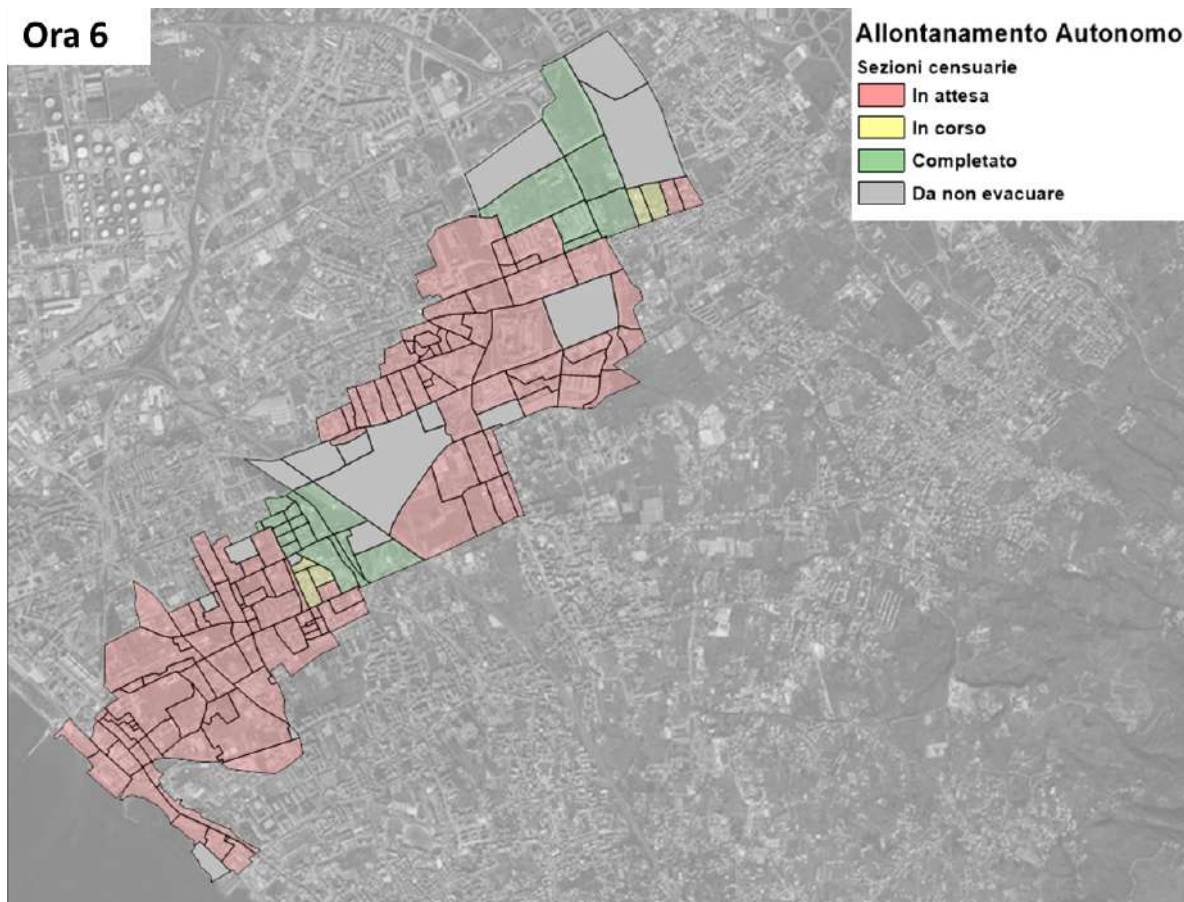 Ora 6
Allontanamento Autonomo
Sezioni censuarie
In attesa
In corso
Completato
Da non evacuare